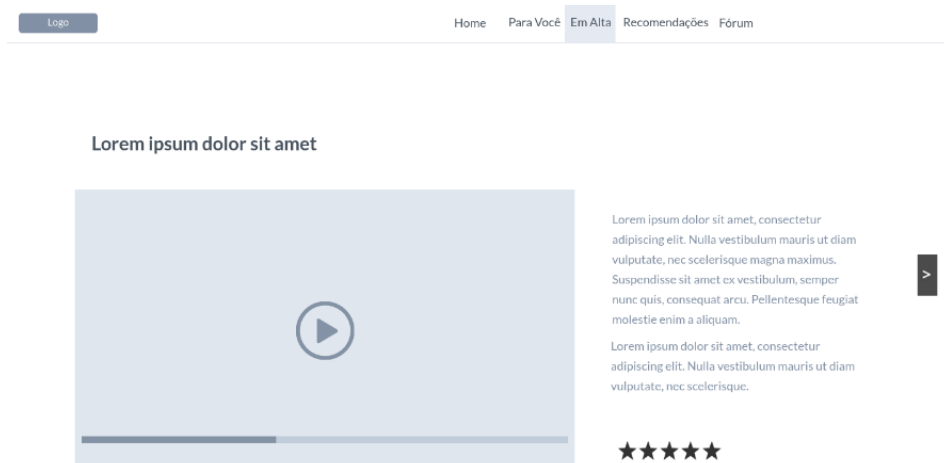 Logo
Home Para Você Em Alta Recomendações Fórum
Lorem ipsum dolor sit amet
Lorem ipsum dolor sit amet, consectetur
adipiscing elit. Nulla vestibulum mauris ut diam
vulputate, nec scelerisque magna maximus.
Suspendisse sit amet ex vestibulum, semper
nunc quis, consequat arcu. Pellentesque feugiat
molestie enim a aliquam.
Lorem ipsum dolor sit amet, consectetur
adipiscing elit. Nulla vestibulum mauris ut diam
vulputate, nec scelerisque.
>